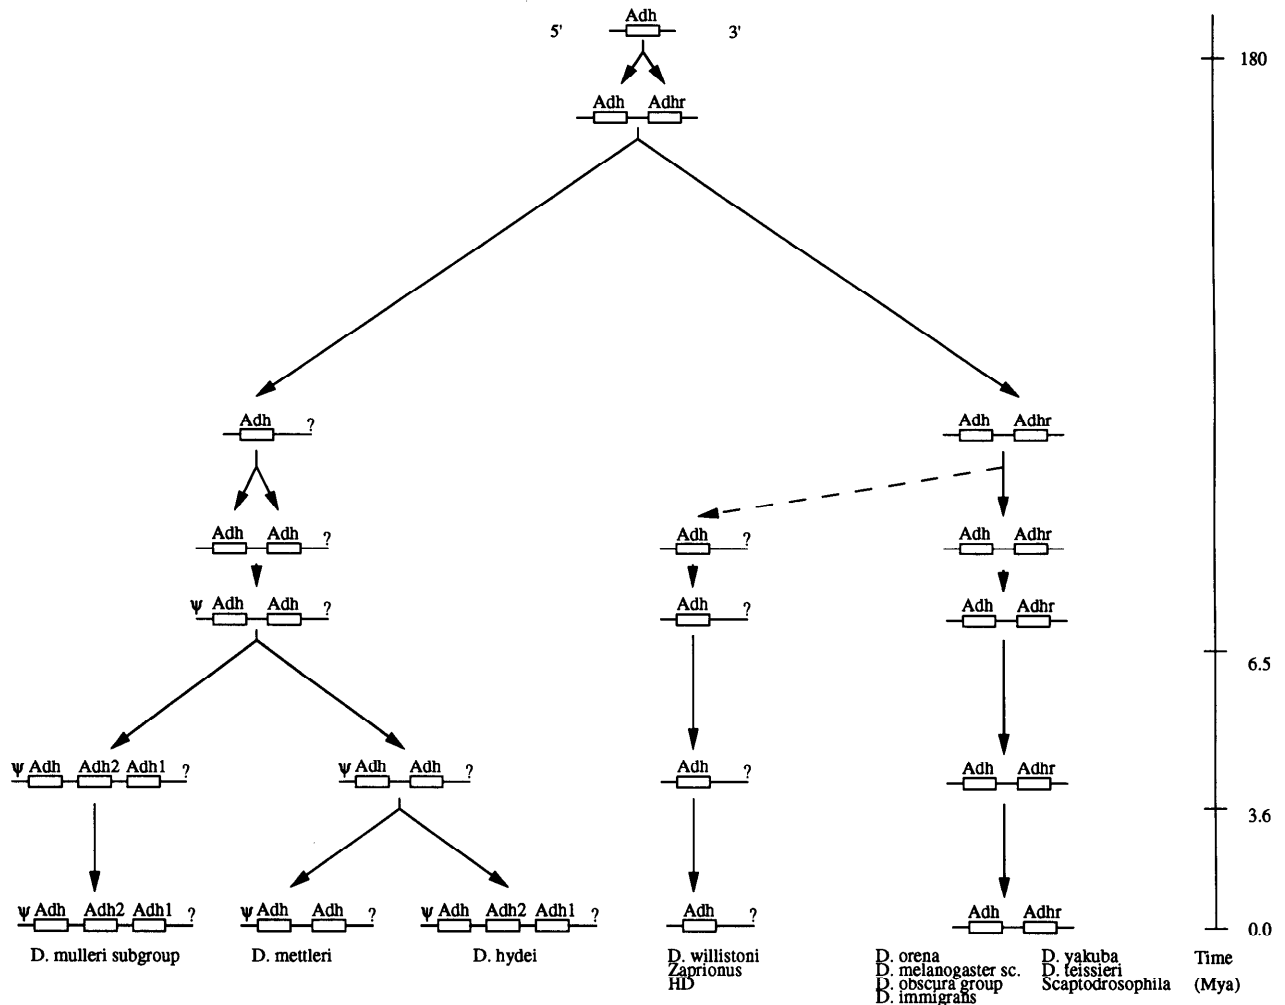 Adh
5' 3'
180
Adh Adhr
Adh ?
Adh Adhr
Adh Adh ?
Adh ?
Adh Adhr
ψ Adh Adh ?
Adh ?
Adh Adhr
6.5
ψ Adh Adh2 Adh1 ?
ψ Adh Adh ?
Adh ?
Adh Adhr
3.6
ψ Adh Adh2 Adh1 ?
ψ Adh Adh ?
ψ Adh Adh2 Adh1 ?
Adh ?
Adh Adhr
0.0
D. mulleri subgroup
D. mettleri
D. hydei
D. willistoni
Zaprionus
HD
D. orena
D. melanogaster sc.
D. obscura group
D. immigrans
D. yakuba
D. teissieri
Scaptodrosophila
Time
(Mya)